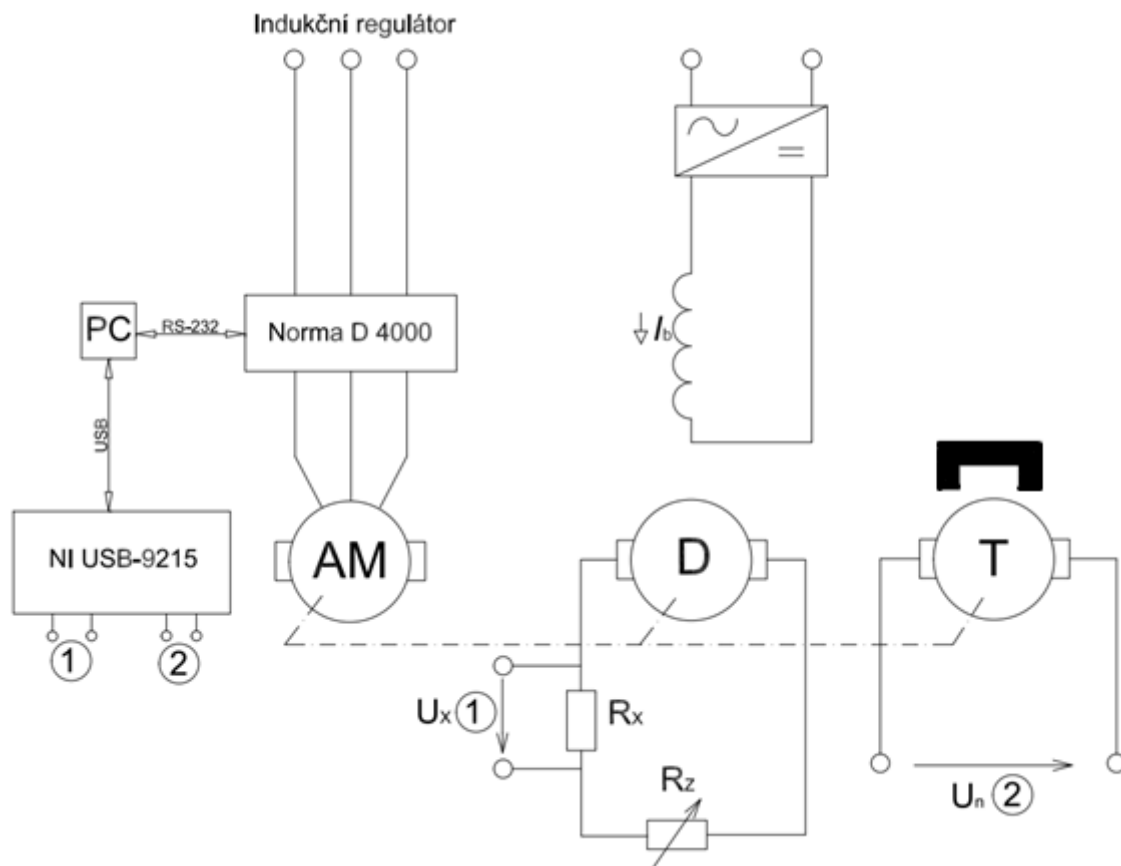 Indukční regulátor
PC
RS-232
Norma D 4000
I_b
USB
NI USB-9215
AM
D
T
1
2
Ux 1
Rx
Rz
Un 2